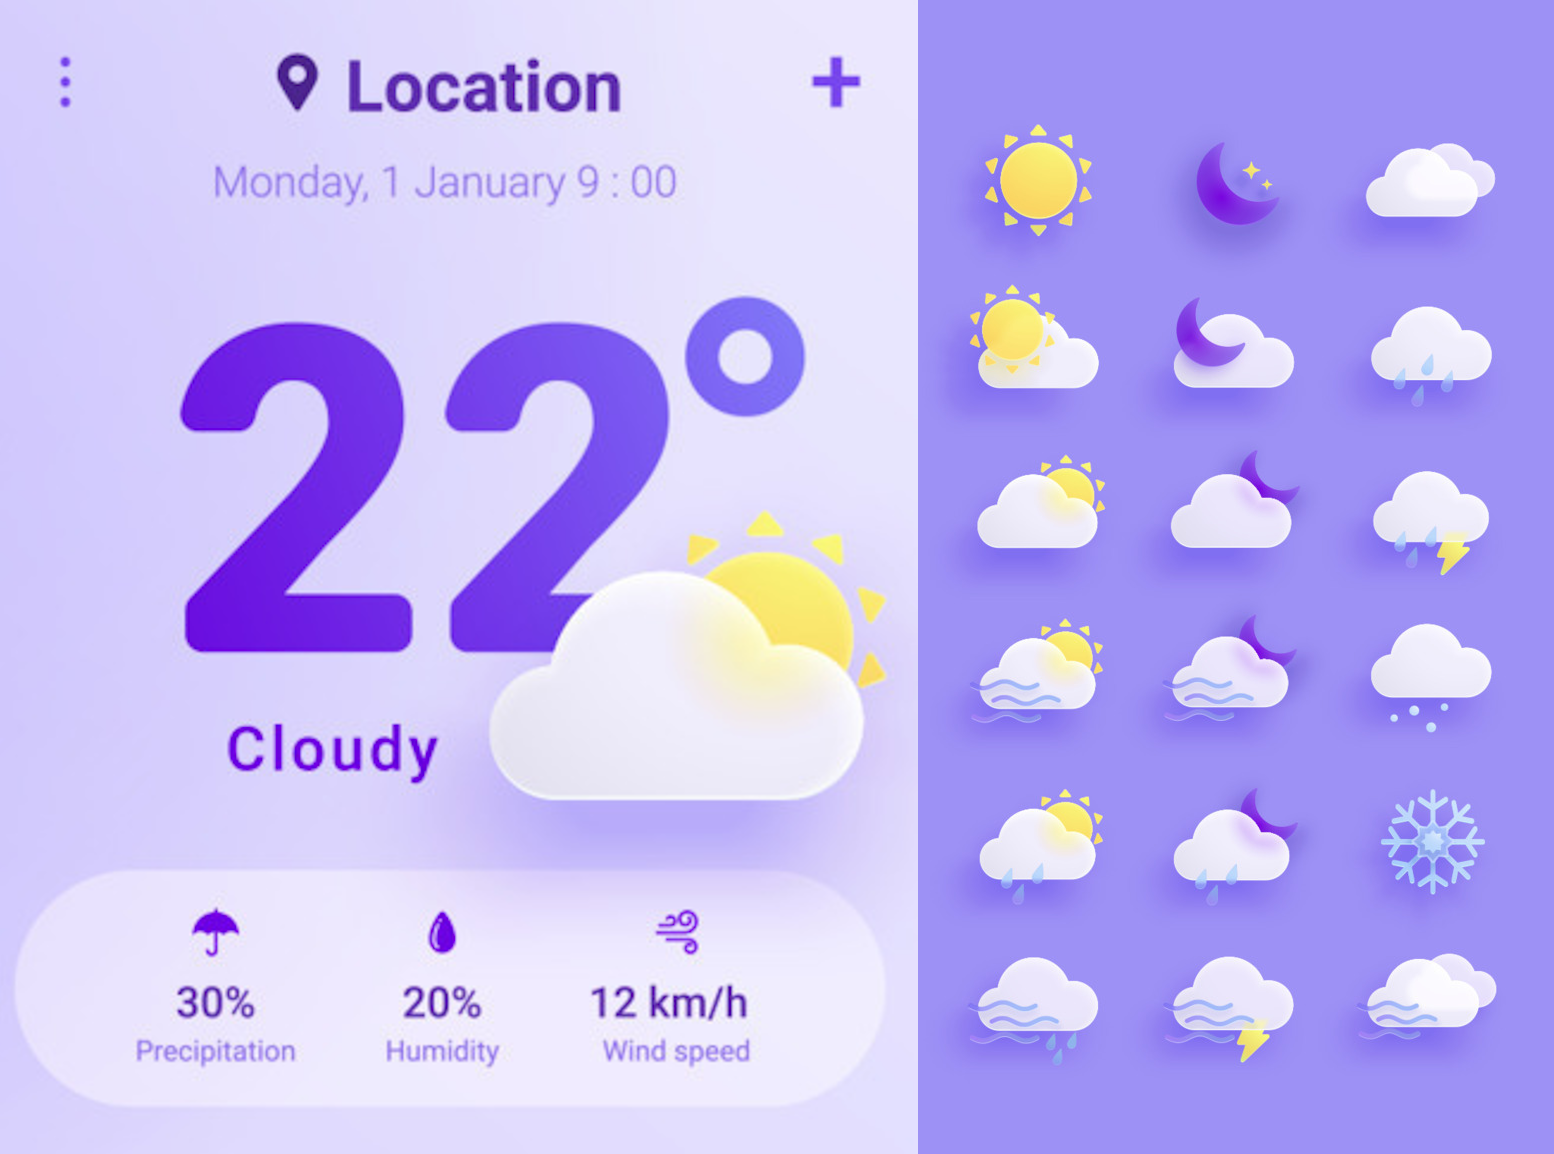 Location
Monday, 1 January 9 : 00
22°
Cloudy
30% 20% 12 km/h
Precipitation Humidity Wind speed